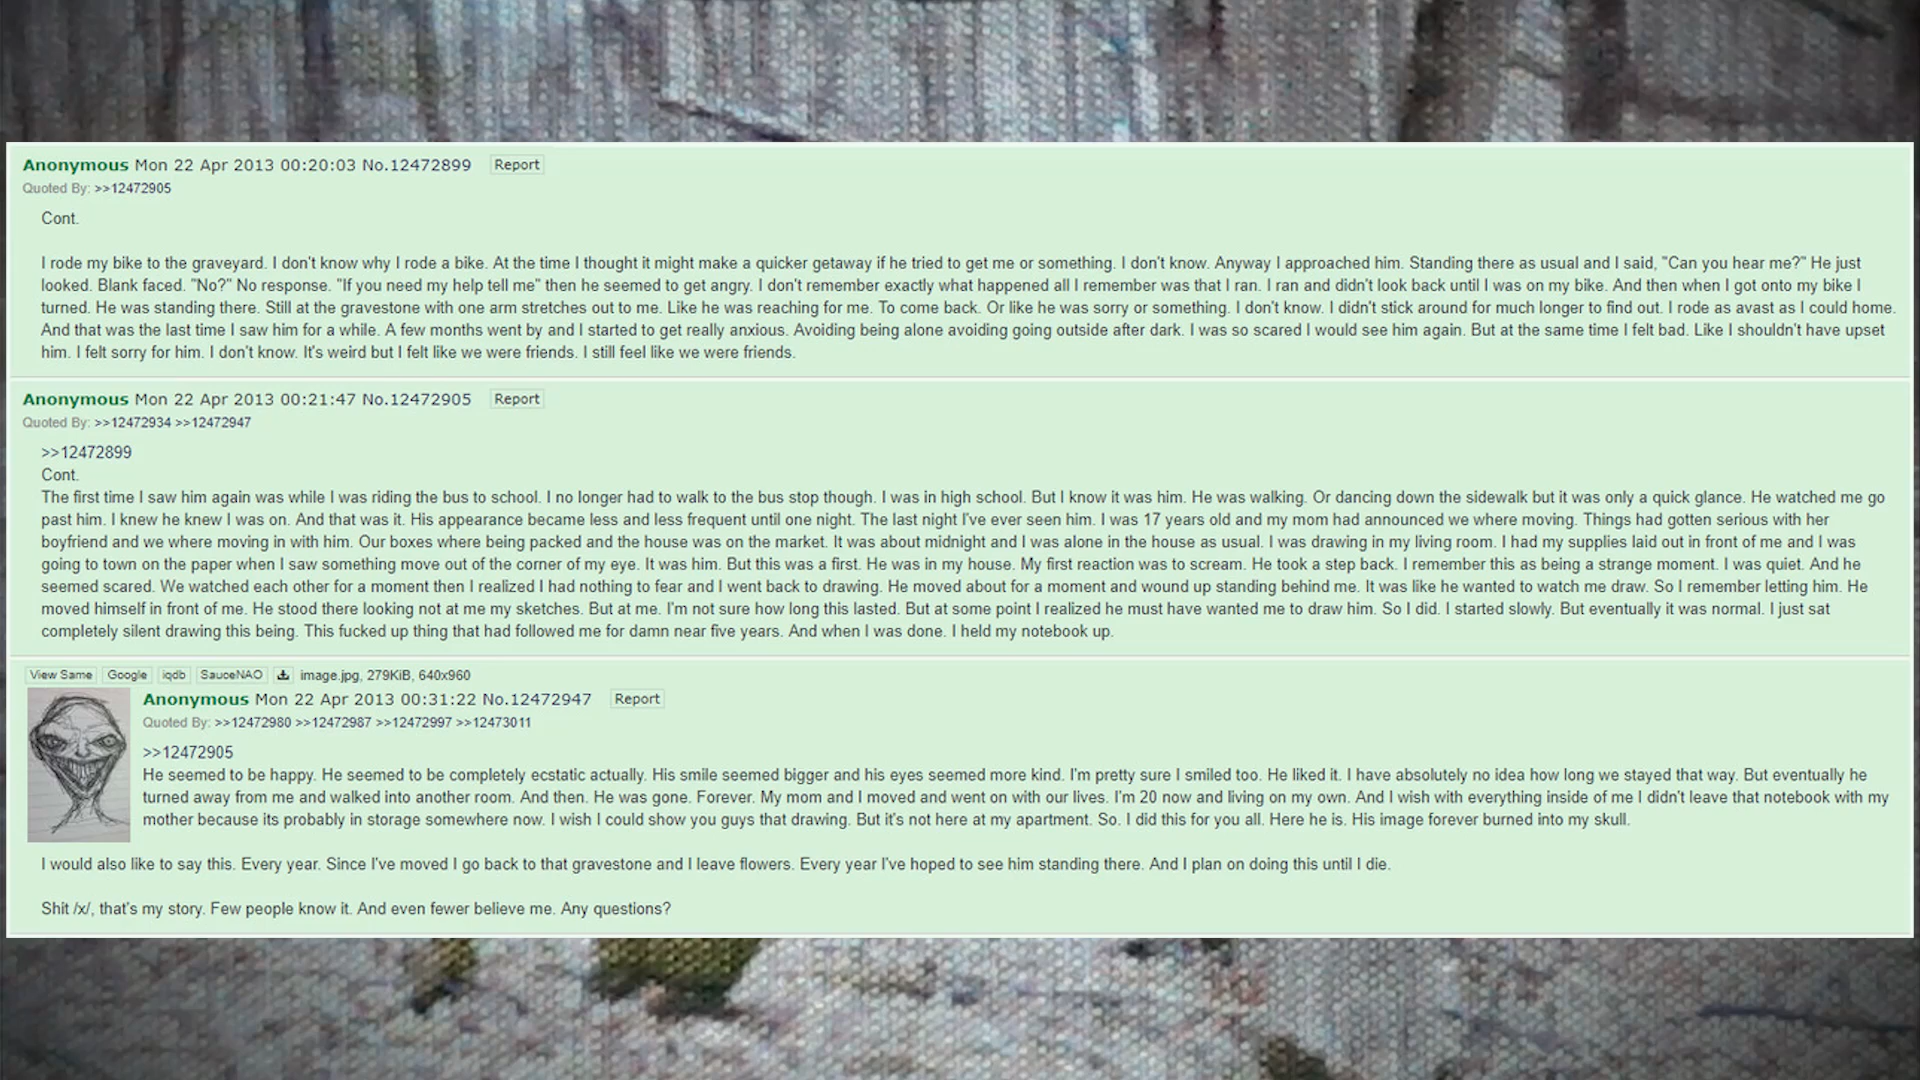 Anonymous Mon 22 Apr 2013 00:20:03 No.12472899 Report
Quoted By: >>12472905
Cont.
I rode my bike to the graveyard. I don't know why I rode a bike. At the time I thought it might make a quicker getaway if he tried to get me or something. I don't know. Anyway I approached him. Standing there as usual and I said, "Can you hear me?" He just
looked. Blank faced. "No?" No response. "If you need my help tell me" then he seemed to get angry. I don't remember exactly what happened all I remember was that I ran. I ran and didn't look back until I was on my bike. And then when I got onto my bike I
turned. He was standing there. Still at the gravestone with one arm stretches out to me. Like he was reaching for me. To come back. Or like he was sorry or something. I don't know. I didn't stick around for much longer to find out. I rode as avast as I could home.
And that was the last time I saw him for a while. A few months went by and I started to get really anxious. Avoiding being alone avoiding going outside after dark. I was so scared I would see him again. But at the same time I felt bad. Like I shouldn't have upset
him. I felt sorry for him. I don't know. It's weird but I felt like we were friends. I still feel like we were friends.
Anonymous Mon 22 Apr 2013 00:21:47 No.12472905 Report
Quoted By: >>12472934 >>12472947
>>12472899
Cont.
The first time I saw him again was while I was riding the bus to school. I no longer had to walk to the bus stop though. I was in high school. But I know it was him. He was walking. Or dancing down the sidewalk but it was only a quick glance. He watched me go
past him. I knew he knew I was on. And that was it. His appearance became less and less frequent until one night. The last night I've ever seen him. I was 17 years old and my mom had announced we where moving. Things had gotten serious with her
boyfriend and we where moving in with him. Our boxes where being packed and the house was on the market. It was about midnight and I was alone in the house as usual. I was drawing in my living room. I had my supplies laid out in front of me and I was
going to town on the paper when I saw something move out of the corner of my eye. It was him. But this was a first. He was in my house. My first reaction was to scream. He took a step back. I remember this as being a strange moment. I was quiet. And he
seemed scared. We watched each other for a moment then I realized I had nothing to fear and I went back to drawing. He moved about for a moment and wound up standing behind me. It was like he wanted to watch me draw. So I remember letting him. He
moved himself in front of me. He stood there looking not at me my sketches. But at me. I'm not sure how long this lasted. But at some point I realized he must have wanted me to draw him. So I did. I started slowly. But eventually it was normal. I just sat
completely silent drawing this being. This fucked up thing that had followed me for damn near five years. And when I was done. I held my notebook up.
View Same Google iqdb SauceNAO image.jpg, 279KiB, 640x960
Anonymous Mon 22 Apr 2013 00:31:22 No.12472947 Report
Quoted By: >>12472980 >>12472987 >>12472997 >>12473011
>>12472905
He seemed to be happy. He seemed to be completely ecstatic actually. His smile seemed bigger and his eyes seemed more kind. I'm pretty sure I smiled too. He liked it. I have absolutely no idea how long we stayed that way. But eventually he
turned away from me and walked into another room. And then. He was gone. Forever. My mom and I moved and went on with our lives. I'm 20 now and living on my own. And I wish with everything inside of me I didn't leave that notebook with my
mother because its probably in storage somewhere now. I wish I could show you guys that drawing. But it's not here at my apartment. So. I did this for you all. Here he is. His image forever burned into my skull.
I would also like to say this. Every year. Since I've moved I go back to that gravestone and I leave flowers. Every year I've hoped to see him standing there. And I plan on doing this until I die.
Shit /x/, that's my story. Few people know it. And even fewer believe me. Any questions?